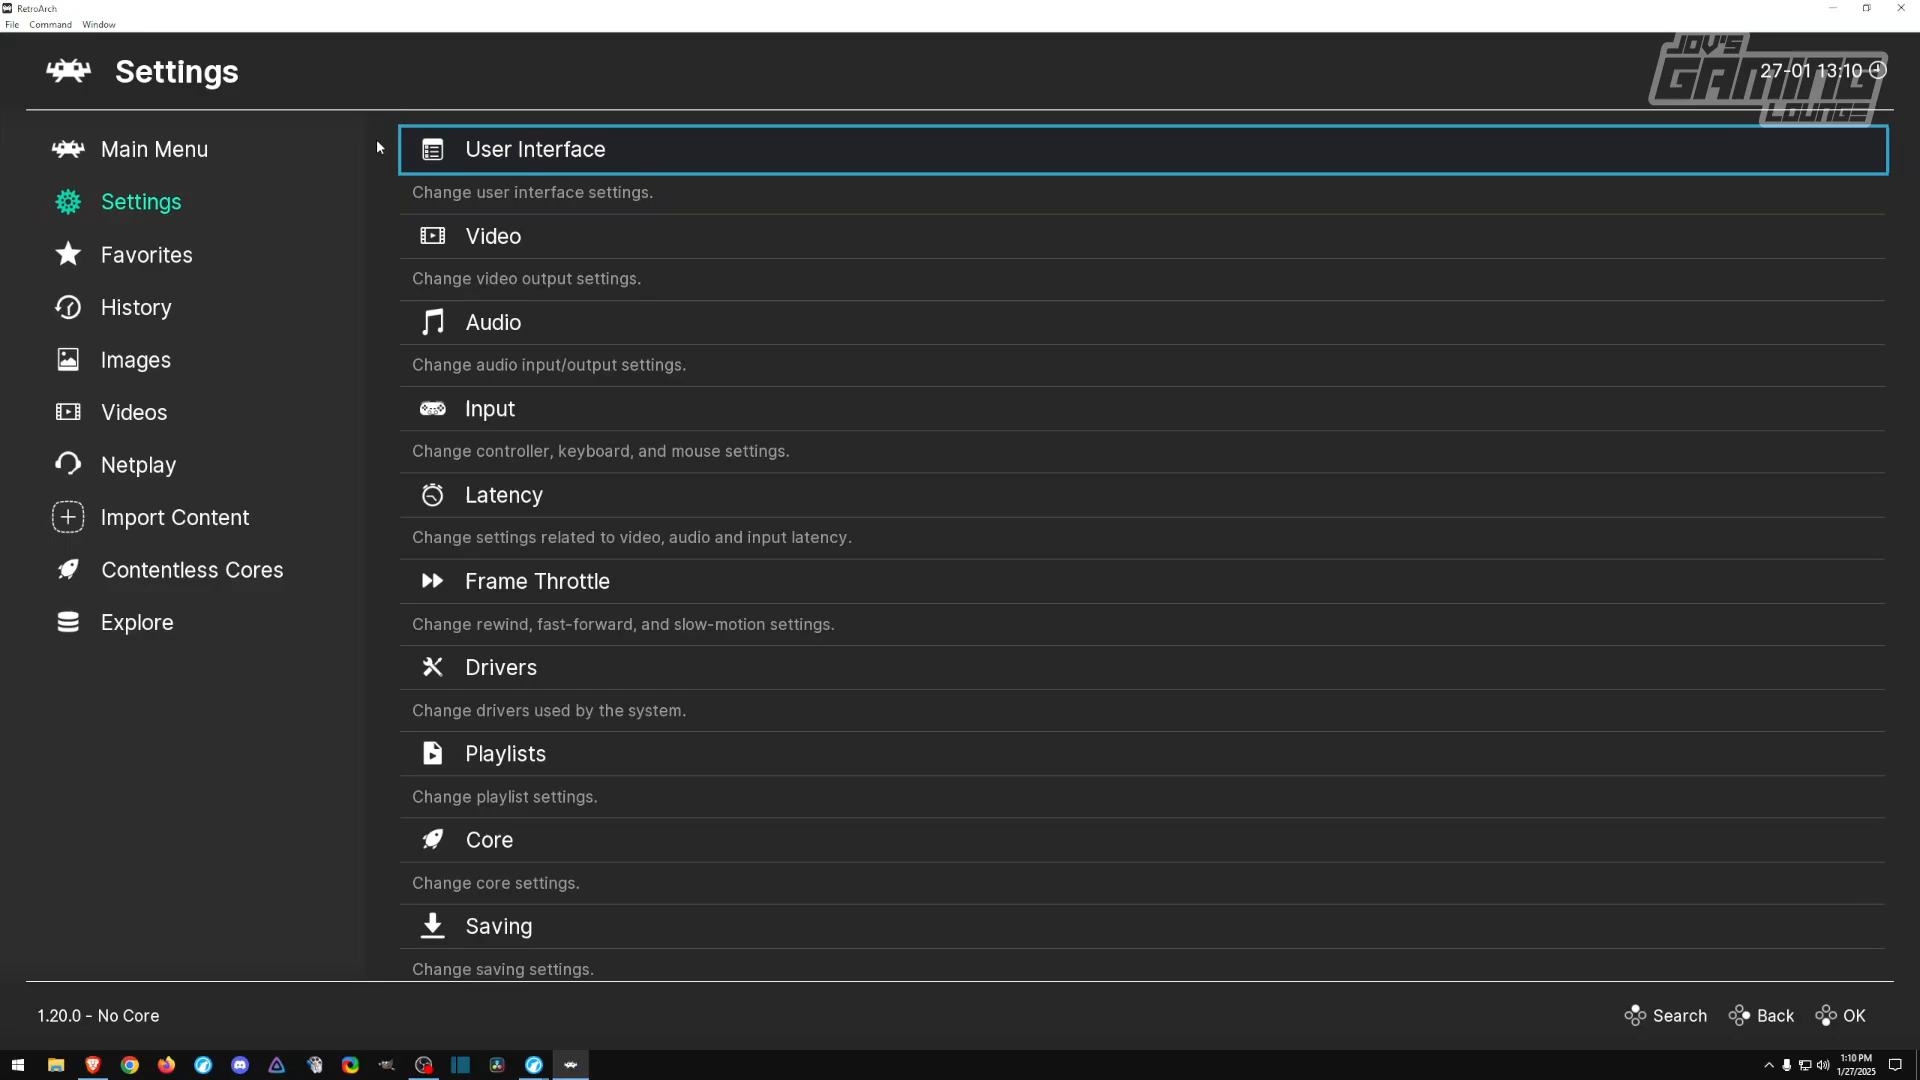 RetroArch
File Command Window
Settings
JOV'S
GAMING
LOUNGE
27-01 13:10
Main Menu
Settings
Favorites
History
Images
Videos
Netplay
Import Content
Contentless Cores
Explore
User Interface
Change user interface settings.
Video
Change video output settings.
Audio
Change audio input/output settings.
Input
Change controller, keyboard, and mouse settings.
Latency
Change settings related to video, audio and input latency.
Frame Throttle
Change rewind, fast-forward, and slow-motion settings.
Drivers
Change drivers used by the system.
Playlists
Change playlist settings.
Core
Change core settings.
Saving
Change saving settings.
1.20.0 - No Core
Search Back OK
1:10 PM
1/27/2025